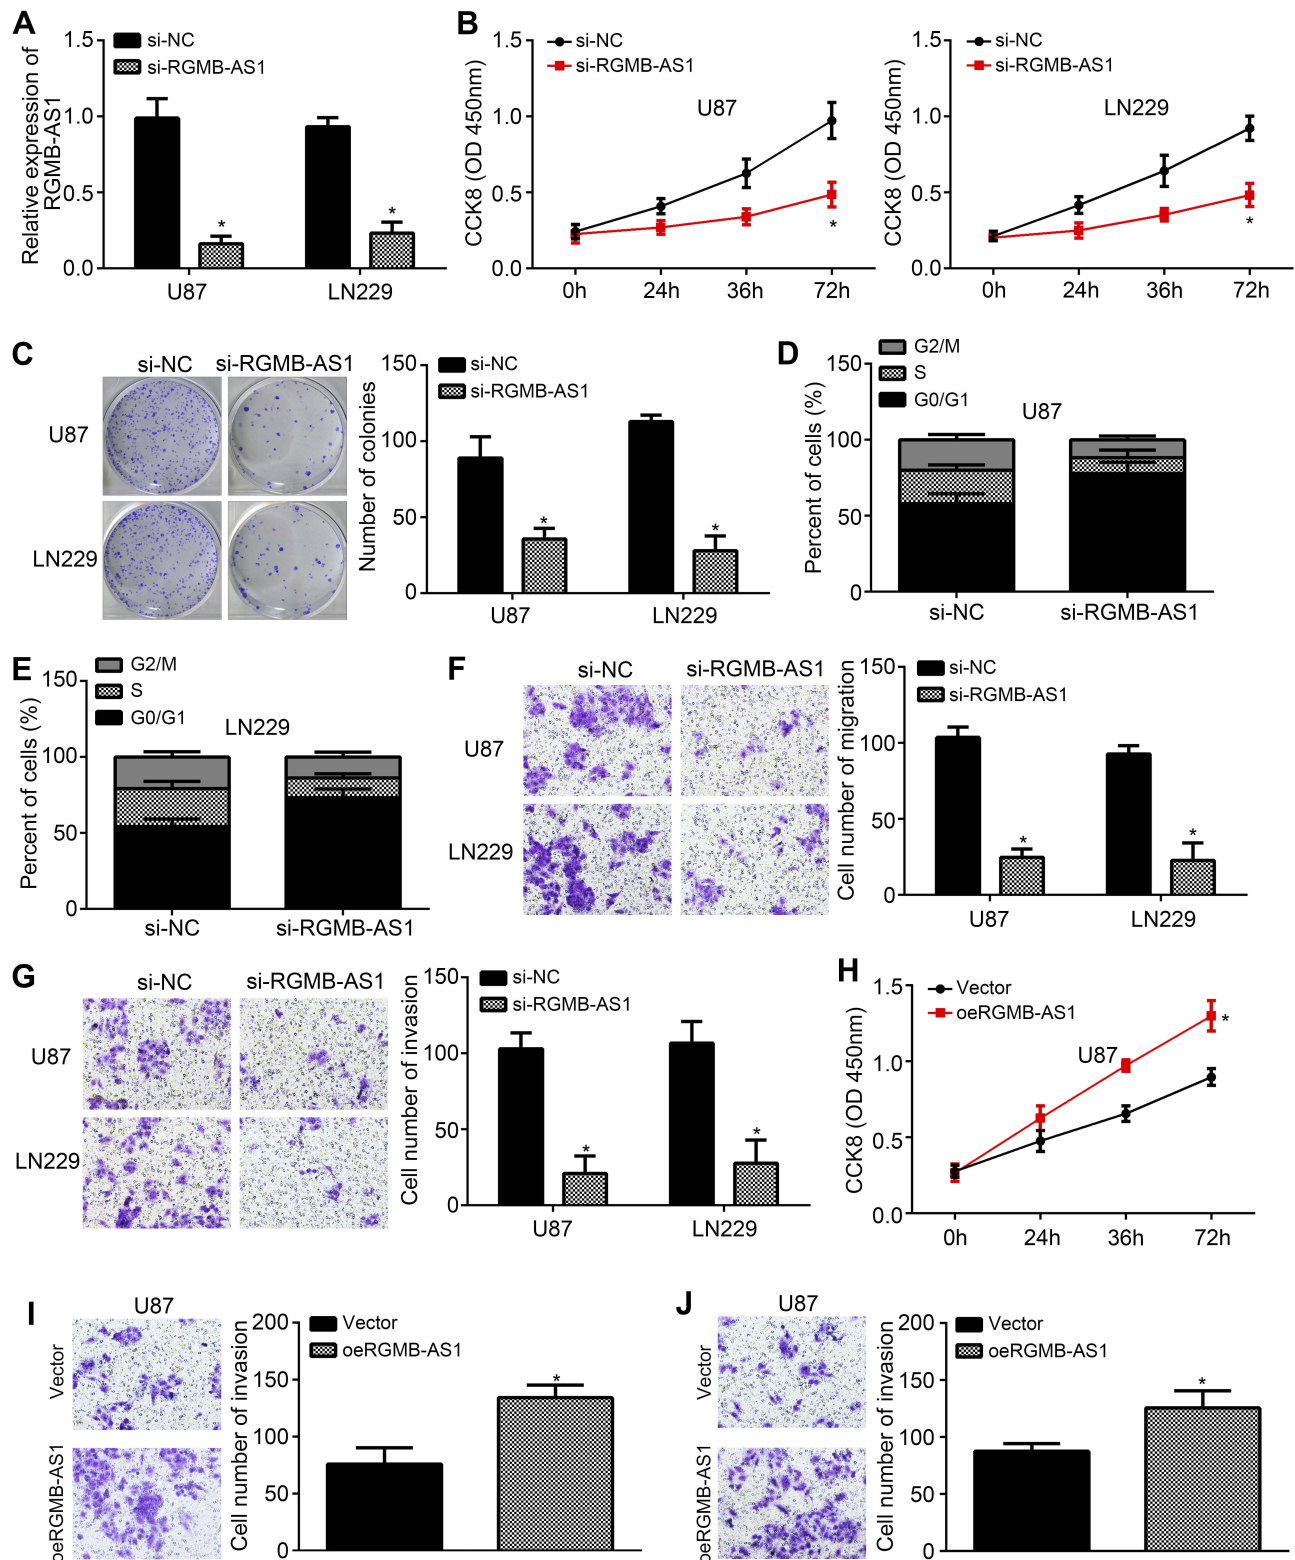 A
Relative expression of
RGMB-AS1
1.5
1.0
0.5
0.0
si-NC
si-RGMB-AS1
*
*
U87
LN229
B
CCK8 (OD 450nm)
1.5
1.0
0.5
0.0
si-NC
si-RGMB-AS1
U87
*
0h
24h
36h
72h
CCK8 (OD 450nm)
1.5
1.0
0.5
0.0
si-NC
si-RGMB-AS1
LN229
*
0h
24h
36h
72h
C
si-NC
si-RGMB-AS1
U87
LN229
Number of colonies
150
100
50
0
si-NC
si-RGMB-AS1
*
*
U87
LN229
D
Percent of cells (%)
150
100
50
0
G2/M
S
G0/G1
U87
si-NC
si-RGMB-AS1
E
Percent of cells (%)
150
100
50
0
G2/M
S
G0/G1
LN229
si-NC
si-RGMB-AS1
F
si-NC
si-RGMB-AS1
U87
LN229
Cell number of migration
150
100
50
0
si-NC
si-RGMB-AS1
*
*
U87
LN229
G
si-NC
si-RGMB-AS1
U87
LN229
Cell number of invasion
150
100
50
0
si-NC
si-RGMB-AS1
*
*
U87
LN229
H
CCK8 (OD 450nm)
1.5
1.0
0.5
0.0
Vector
oeRGMB-AS1
U87
*
0h
24h
36h
72h
I
U87
Vector
oeRGMB-AS1
Cell number of invasion
200
150
100
50
0
Vector
oeRGMB-AS1
*
J
U87
Vector
oeRGMB-AS1
Cell number of invasion
200
150
100
50
0
Vector
oeRGMB-AS1
*